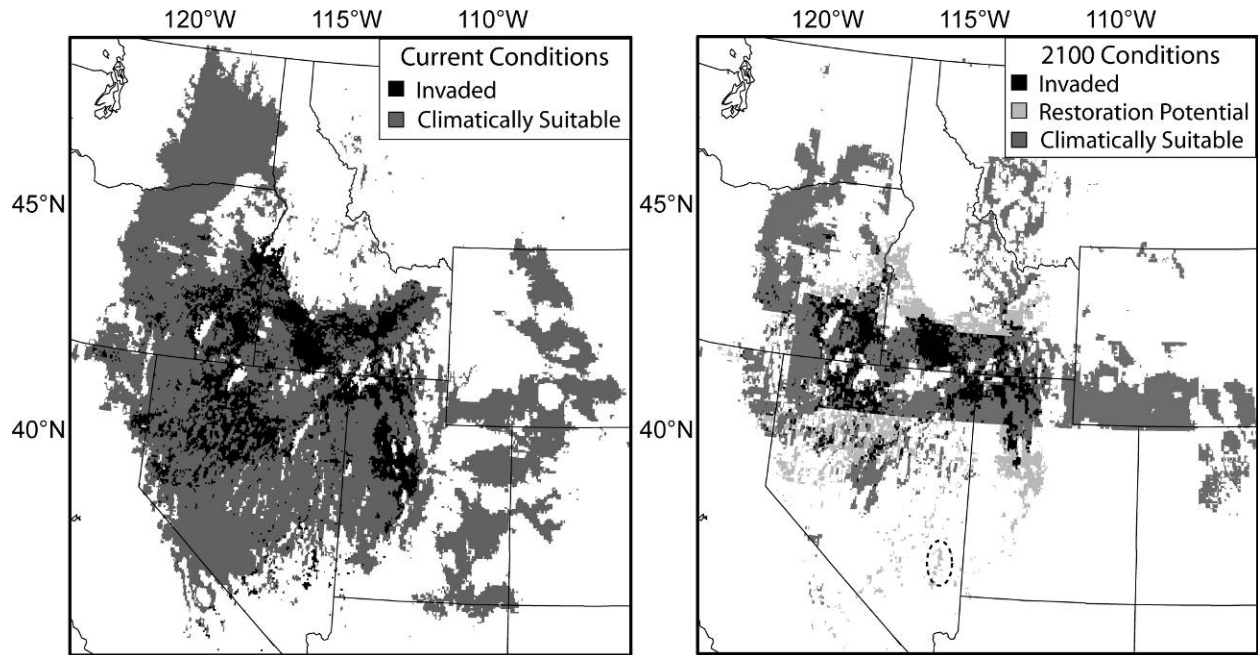 120°W 115°W 110°W
Current Conditions
Invaded
Climatically Suitable
45°N
40°N
120°W 115°W 110°W
2100 Conditions
Invaded
Restoration Potential
Climatically Suitable
45°N
40°N